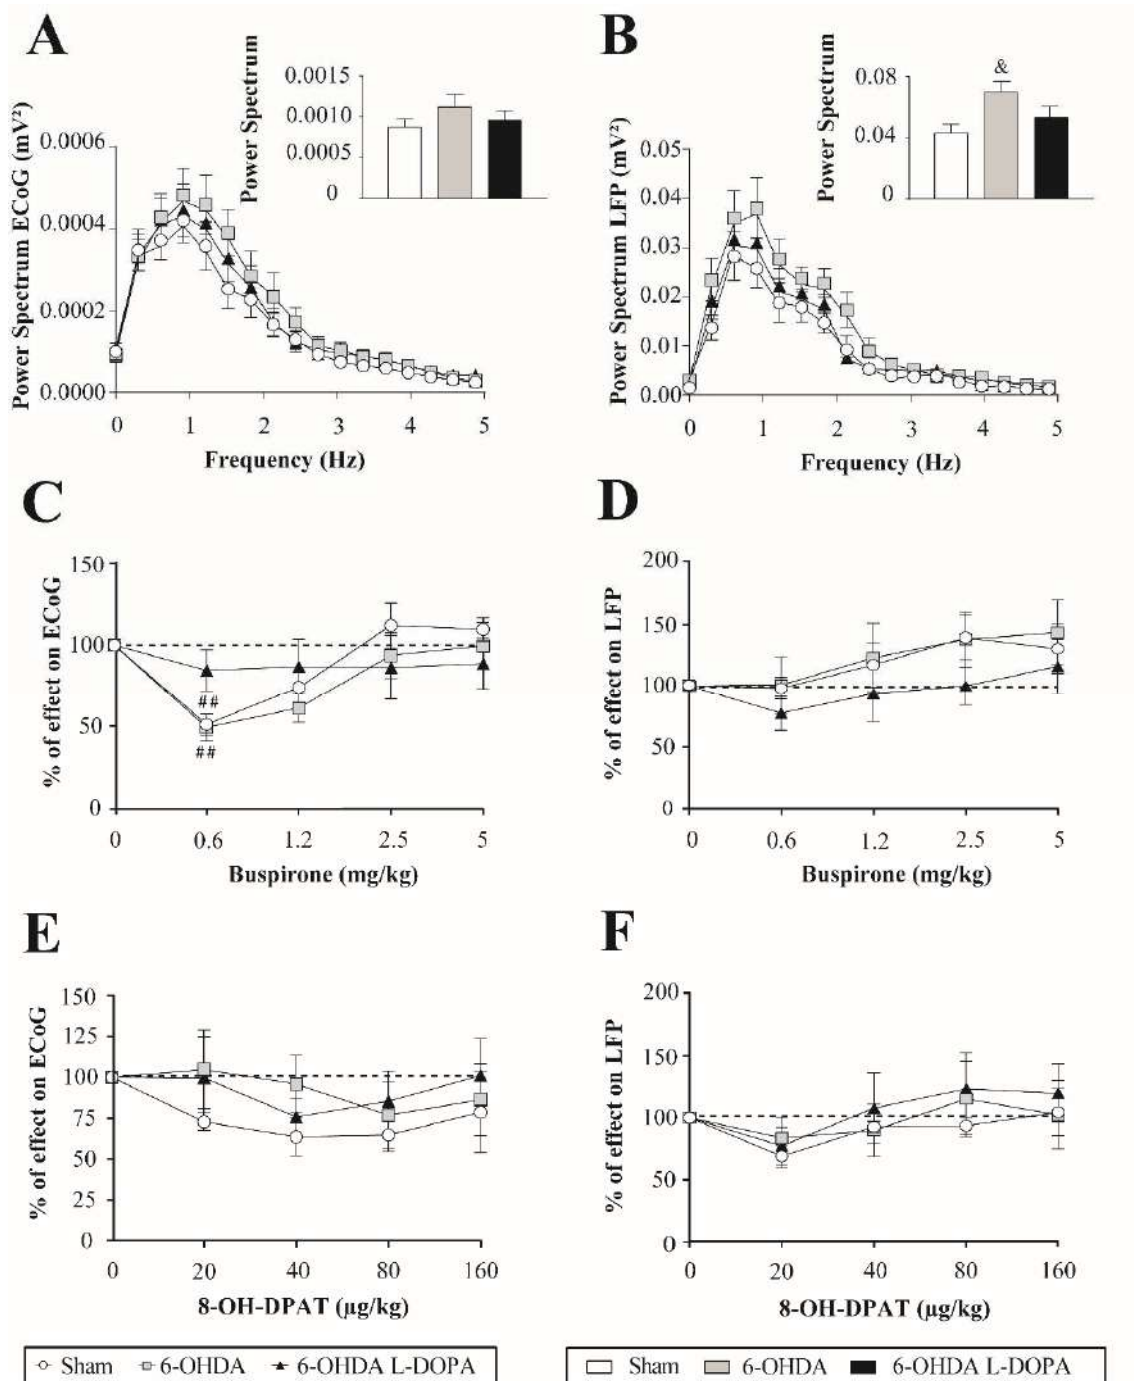 A
Power Spectrum ECoG (mV²)
0.0006
0.0004
0.0002
0.0000
0 1 2 3 4 5
Frequency (Hz)
Power Spectrum
0.0015
0.0010
0.0005
0
B
Power Spectrum LFP (mV²)
0.05
0.04
0.03
0.02
0.01
0.00
0 1 2 3 4 5
Frequency (Hz)
Power Spectrum
0.08
0.04
0
&
C
% of effect on ECoG
150
100
50
0
##
##
0 0.6 1.2 2.5 5
Buspirone (mg/kg)
D
% of effect on LFP
200
150
100
50
0
0 0.6 1.2 2.5 5
Buspirone (mg/kg)
E
% of effect on ECoG
150
125
100
75
50
25
0
0 20 40 80 160
8-OH-DPAT (µg/kg)
F
% of effect on LFP
200
150
100
50
0
0 20 40 80 160
8-OH-DPAT (µg/kg)
Sham 6-OHDA 6-OHDA L-DOPA
Sham 6-OHDA 6-OHDA L-DOPA